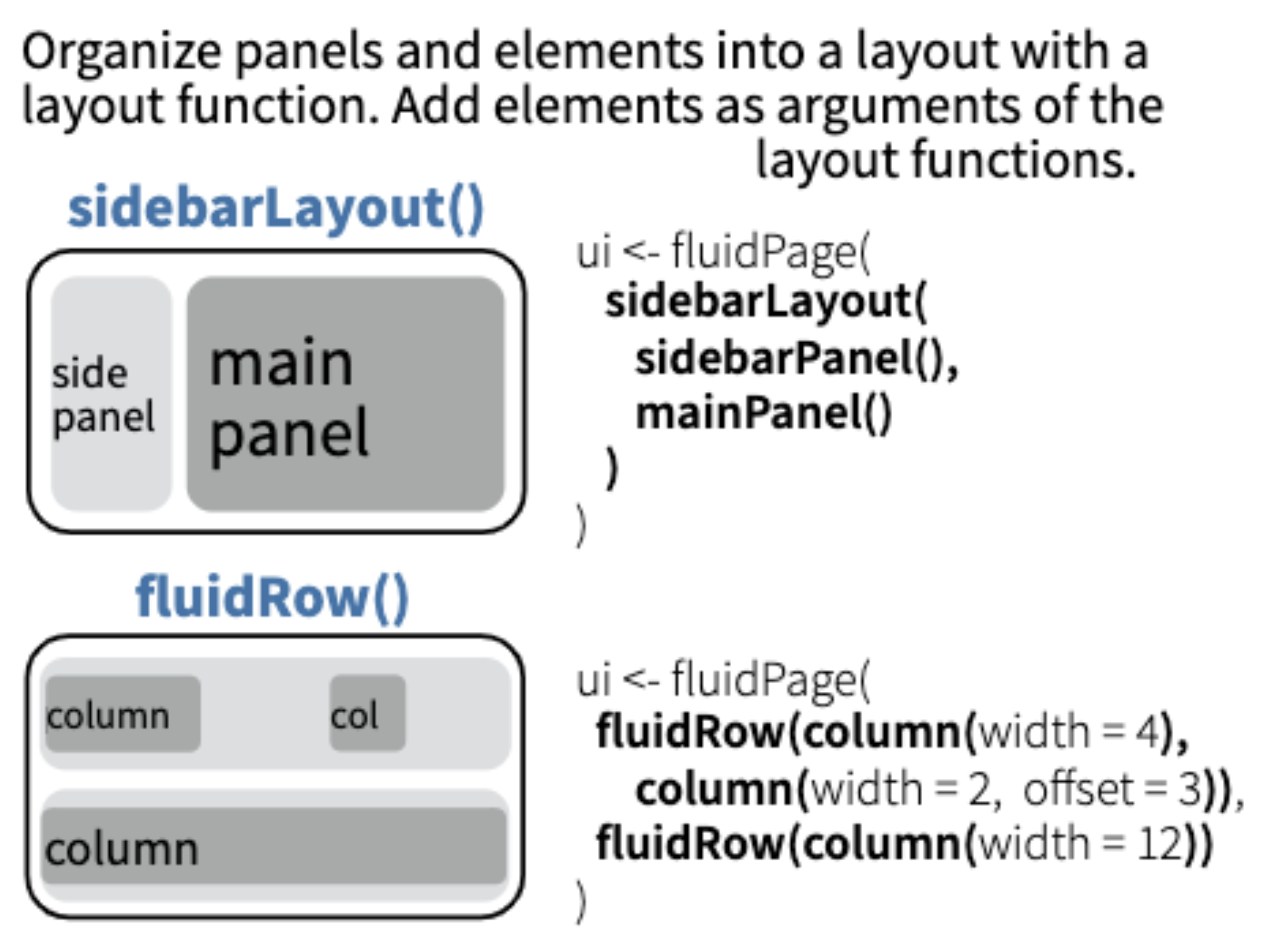 Organize panels and elements into a layout with a
layout function. Add elements as arguments of the
layout functions.
sidebarLayout()
side
panel
main
panel
ui <- fluidPage(
sidebarLayout(
sidebarPanel(),
mainPanel()
)
)
fluidRow()
column
col
column
ui <- fluidPage(
fluidRow(column(width = 4),
column(width = 2, offset = 3)),
fluidRow(column(width = 12))
)